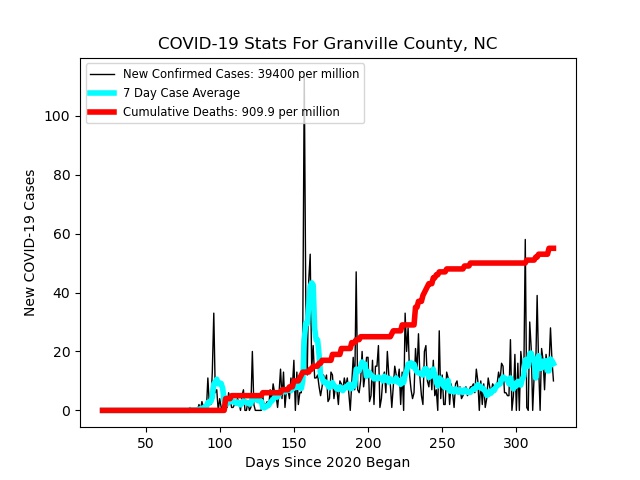 COVID-19 Stats For Granville County, NC
New Confirmed Cases: 39400 per million
7 Day Case Average
Cumulative Deaths: 909.9 per million
New COVID-19 Cases
100
80
60
40
20
0
50
100
150
200
250
300
Days Since 2020 Began